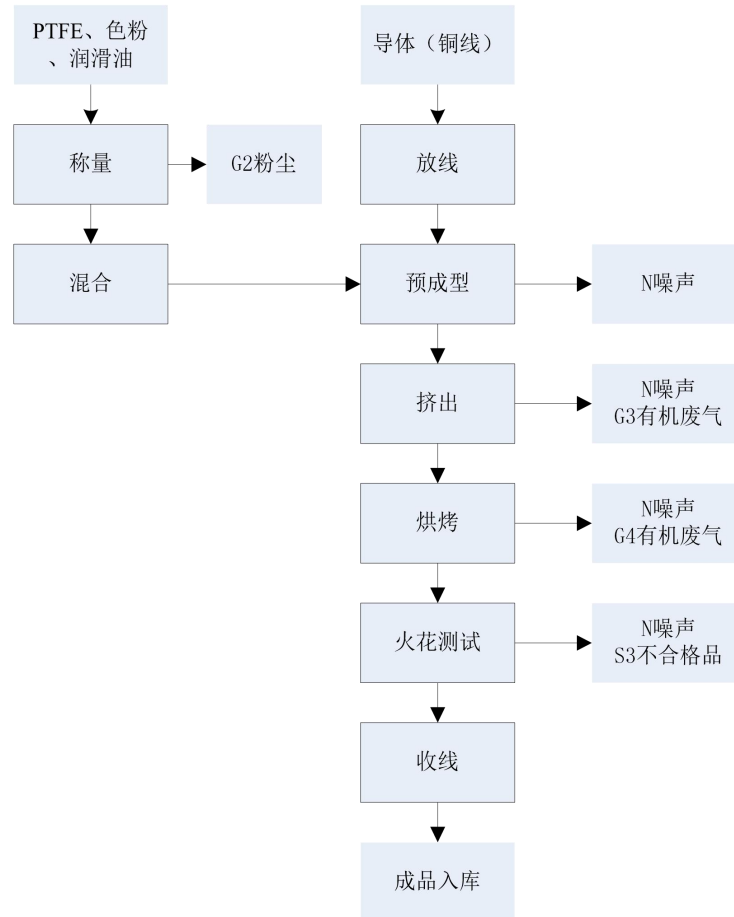 PTFE、色粉
、润滑油
导体（铜线）
称量
G2粉尘
放线
混合
预成型
N噪声
挤出
N噪声
G3有机废气
烘烤
N噪声
G4有机废气
火花测试
N噪声
S3不合格品
收线
成品入库